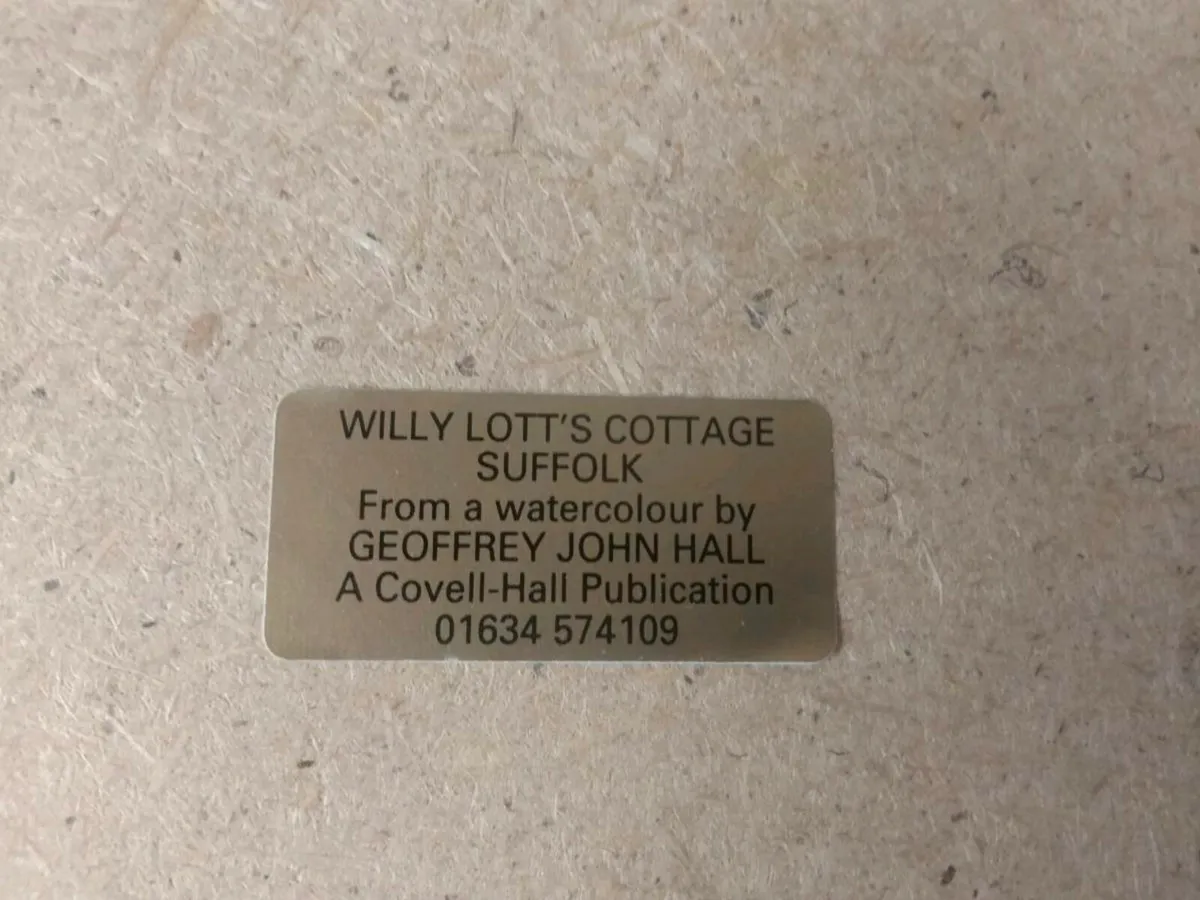 WILLY LOTT'S COTTAGE
SUFFOLK
From a watercolour by
GEOFFREY JOHN HALL
A Covell-Hall Publication
01634 574109